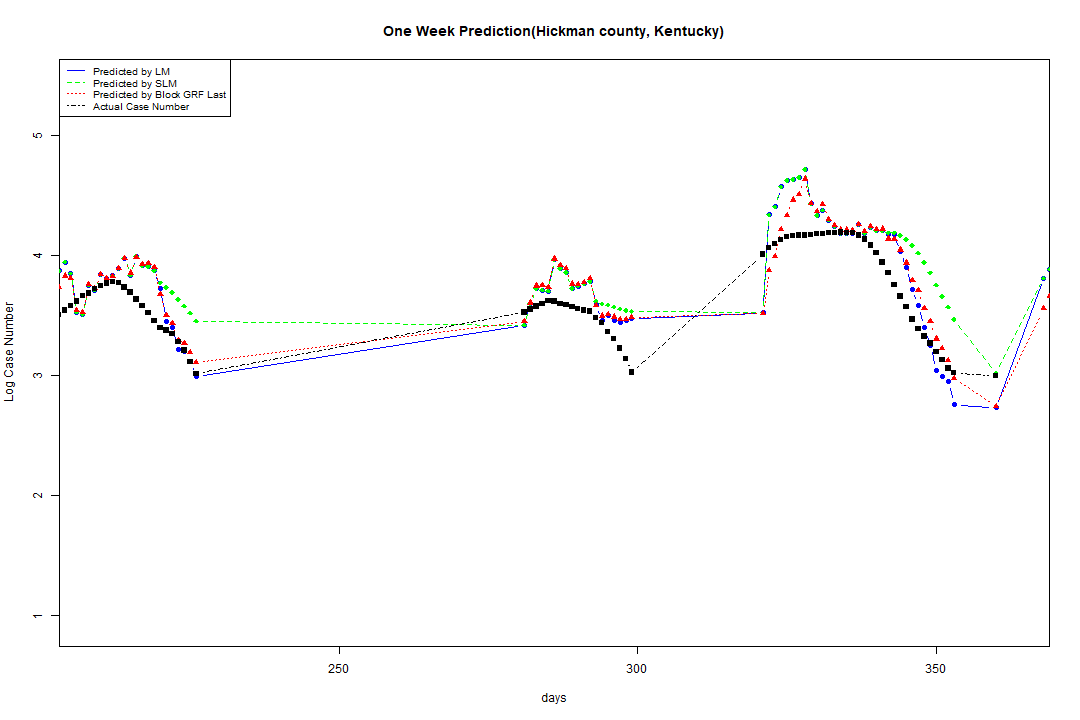 One Week Prediction(Hickman county, Kentucky)
Predicted by LM
Predicted by SLM
Predicted by Block GRF Last
Actual Case Number
5
4
3
2
1
Log Case Number
250 300 350
days